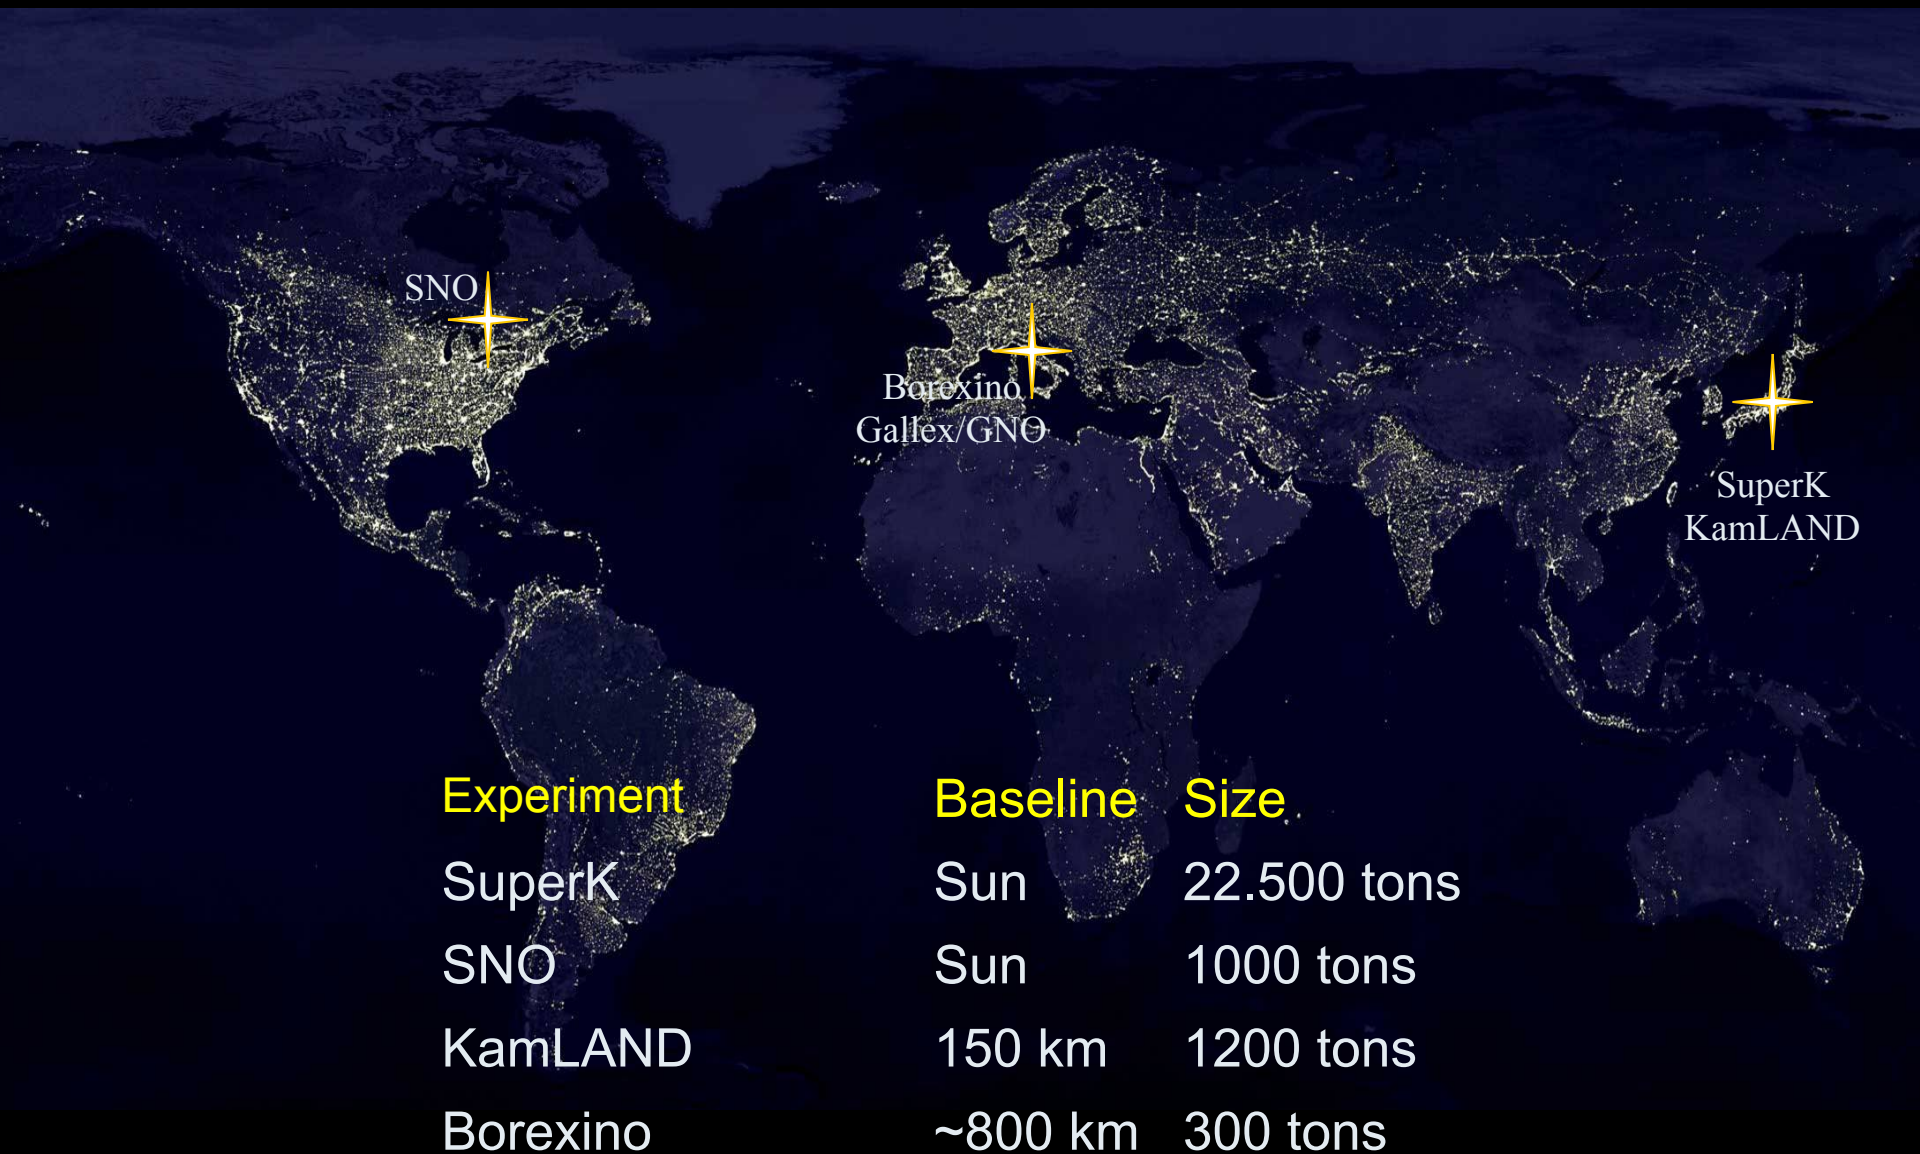 SNO
Borexino
Gallex/GNO
SuperK
KamLAND
Experiment Baseline Size
SuperK Sun 22.500 tons
SNO Sun 1000 tons
KamLAND 150 km 1200 tons
Borexino ~800 km 300 tons